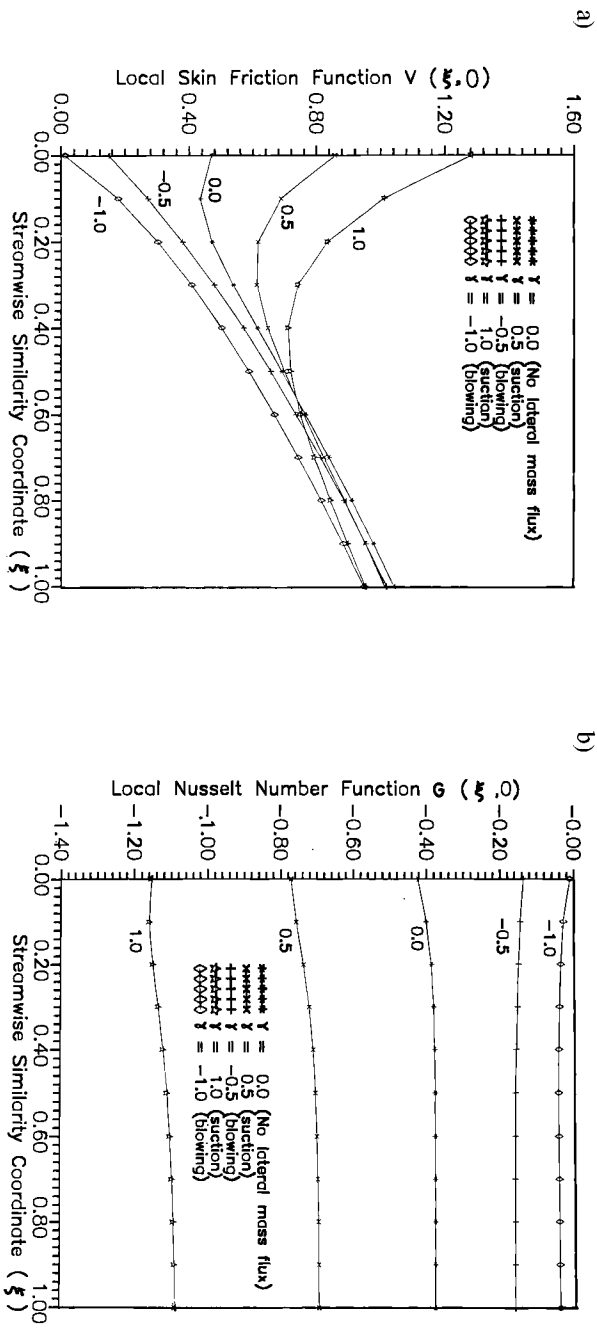 a)
Local Skin Friction Function V (ξ,0)
1.60
1.20
0.80
0.40
0.00
γ = 0.0 (No lateral mass flux)
γ = 0.5 (suction)
γ = -0.5 (blowing)
γ = 1.0 (suction)
γ = -1.0 (blowing)
1.0
0.5
0.0
-0.5
-1.0
0.00 0.20 0.40 0.60 0.80 1.00
Streamwise Similarity Coordinate (ξ)
b)
Local Nusselt Number Function G (ξ,0)
-0.00
-0.20
-0.40
-0.60
-0.80
-1.00
-1.20
-1.40
-1.0
-0.5
0.0
0.5
1.0
γ = 0.0 (No lateral mass flux)
γ = 0.5 (suction)
γ = -0.5 (blowing)
γ = 1.0 (suction)
γ = -1.0 (blowing)
0.00 0.20 0.40 0.60 0.80 1.00
Streamwise Similarity Coordinate (ξ)